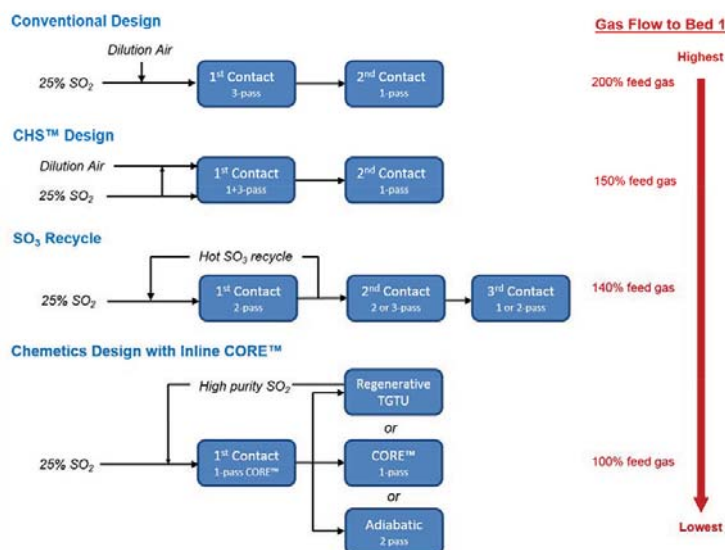 Conventional Design
Gas Flow to Bed 1
Dilution Air
Highest
25% SO₂
1st Contact
3-pass
2nd Contact
1-pass
200% feed gas
CHS™ Design
Dilution Air
25% SO₂
1st Contact
1+3-pass
2nd Contact
1-pass
150% feed gas
SO₃ Recycle
Hot SO₃ recycle
25% SO₂
1st Contact
2-pass
2nd Contact
2 or 3-pass
3rd Contact
1 or 2-pass
140% feed gas
Chemetics Design with Inline CORE™
High purity SO₂
Regenerative
TGTU
or
25% SO₂
1st Contact
1-pass CORE™
CORE™
1-pass
100% feed gas
or
Adiabatic
2 pass
Lowest